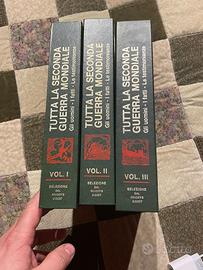 TUTTA LA SECONDA
GUERRA MONDIALE
Gli uomini - I fatti - Le testimonianze
VOL. I
SELEZIONE
DAL
READER'S
DIGEST
TUTTA LA SECONDA
GUERRA MONDIALE
Gli uomini - I fatti - Le testimonianze
VOL. II
SELEZIONE
DAL
READER'S
DIGEST
TUTTA LA SECONDA
GUERRA MONDIALE
Gli uomini - I fatti - Le testimonianze
VOL. III
SELEZIONE
DAL
READER'S
DIGEST